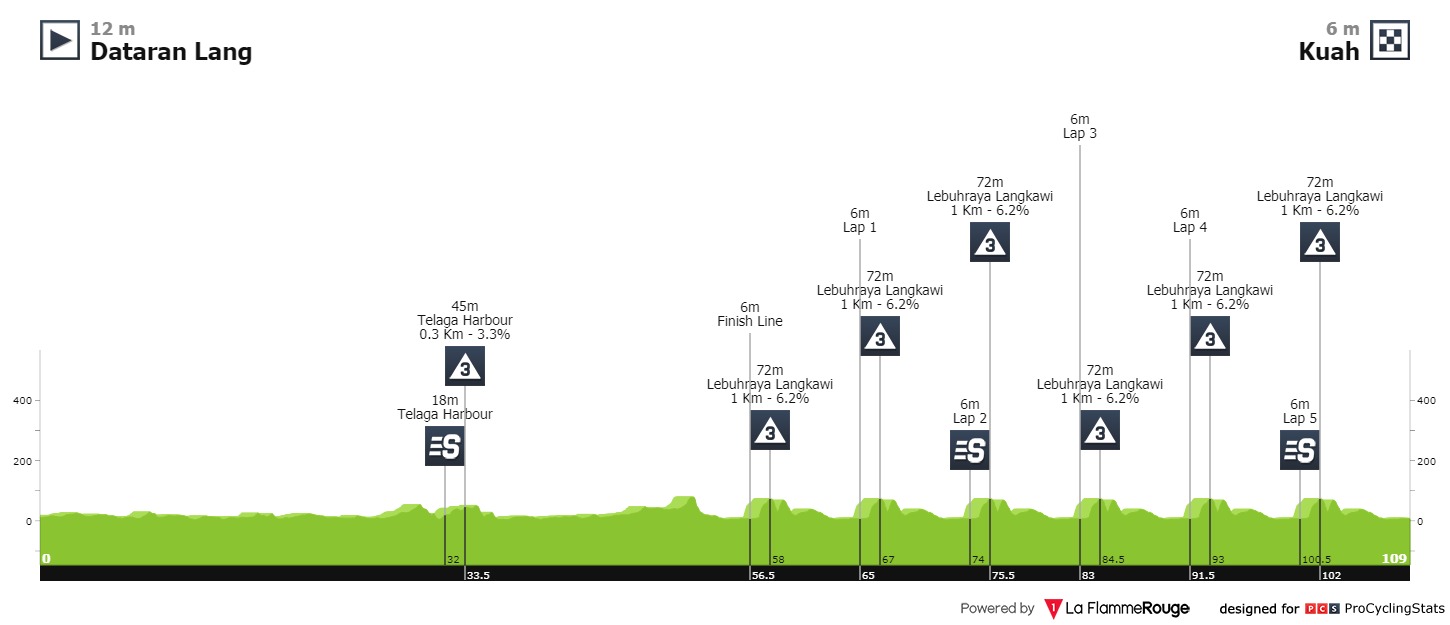 12 m
Dataran Lang
6 m
Kuah
6m
Lap 3
72m
Lebuhraya Langkawi
1 Km - 6.2%
3
72m
Lebuhraya Langkawi
1 Km - 6.2%
3
6m
Lap 1
6m
Lap 4
72m
Lebuhraya Langkawi
1 Km - 6.2%
3
72m
Lebuhraya Langkawi
1 Km - 6.2%
3
45m
Telaga Harbour
0.3 Km - 3.3%
3
6m
Finish Line
72m
Lebuhraya Langkawi
1 Km - 6.2%
3
72m
Lebuhraya Langkawi
1 Km - 6.2%
3
18m
Telaga Harbour
S
6m
Lap 2
S
6m
Lap 5
S
400
200
0
400
200
0
0
32
58
67
74
84.5
93
100.5
109
33.5
56.5
65
75.5
83
91.5
102
Powered by
1 La FlammeRouge
designed for
PCS ProCyclingStats